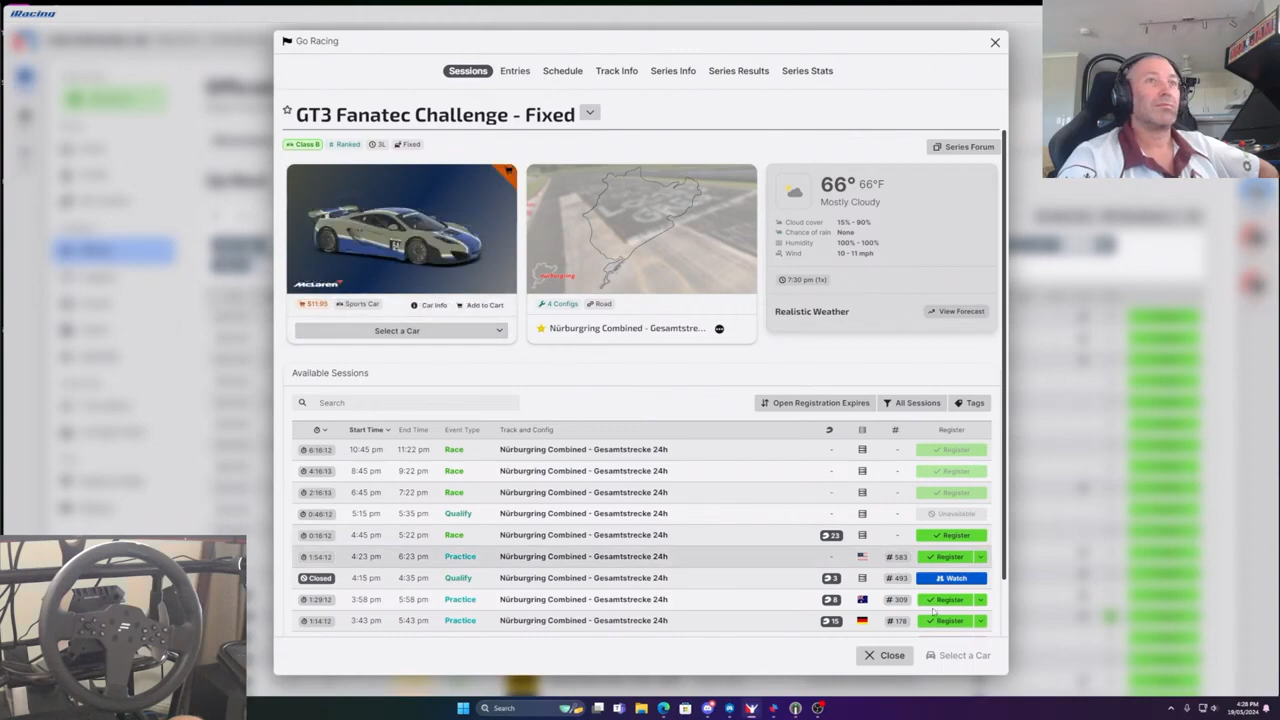 iRacing
Go Racing
Sessions Entries Schedule Track Info Series Info Series Results Series Stats
GT3 Fanatec Challenge - Fixed
Class B Ranked 3L Fixed
Series Forum
66° 66°F
Mostly Cloudy
Cloud cover 15% - 90%
Chance of rain None
Humidity 100% - 100%
Wind 10 - 11 mph
7:30 pm (1x)
Realistic Weather View Forecast
McLaren
$11.95 Sports Car Car Info Add to Cart
Select a Car
nürburgring
4 Configs Road
Nürburgring Combined - Gesamtstre...
Available Sessions
Search Open Registration Expires All Sessions Tags
Start Time End Time Event Type Track and Config # Register
6:16:12 10:45 pm 11:22 pm Race Nürburgring Combined - Gesamtstrecke 24h - - Register
4:16:13 8:45 pm 9:22 pm Race Nürburgring Combined - Gesamtstrecke 24h - - Register
2:16:13 6:45 pm 7:22 pm Race Nürburgring Combined - Gesamtstrecke 24h - - Register
0:46:12 5:15 pm 5:35 pm Qualify Nürburgring Combined - Gesamtstrecke 24h - - Unavailable
0:16:12 4:45 pm 5:22 pm Race Nürburgring Combined - Gesamtstrecke 24h 23 - Register
1:54:12 4:23 pm 6:23 pm Practice Nürburgring Combined - Gesamtstrecke 24h - #583 Register
Closed 4:15 pm 4:35 pm Qualify Nürburgring Combined - Gesamtstrecke 24h 3 #493 Watch
1:29:12 3:58 pm 5:58 pm Practice Nürburgring Combined - Gesamtstrecke 24h 8 #309 Register
1:14:12 3:43 pm 5:43 pm Practice Nürburgring Combined - Gesamtstrecke 24h 15 #178 Register
Close Select a Car
Search
4:28 PM
19/05/2024